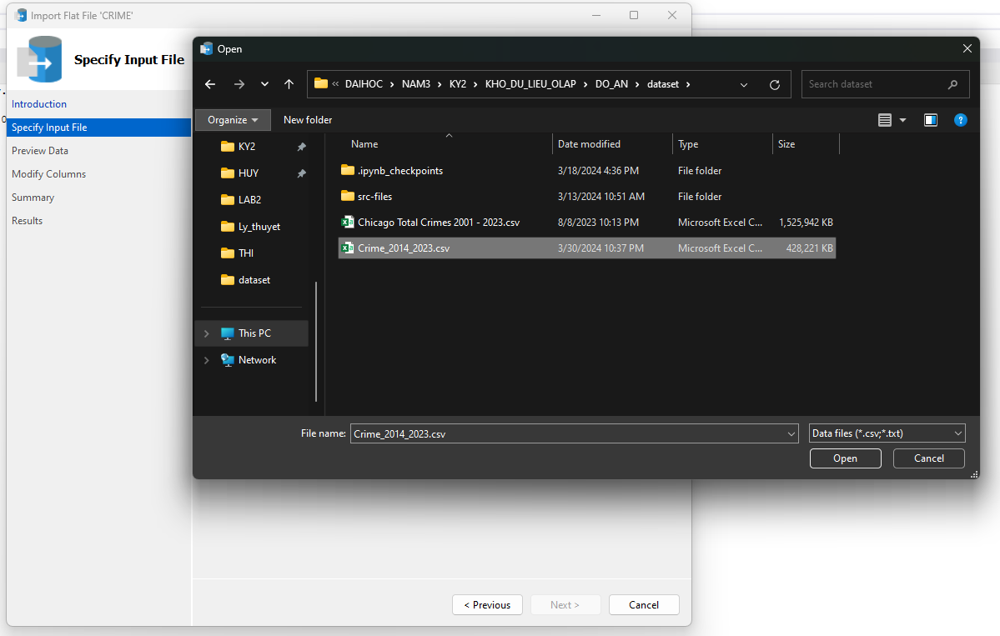 Import Flat File 'CRIME'
Specify Input File
Introduction
Specify Input File
Preview Data
Modify Columns
Summary
Results
Open
« DAIHOC › NAM3 › KY2 › KHO_DU_LIEU_OLAP › DO_AN › dataset ›
Search dataset
Organize
New folder
KY2
HUY
LAB2
Ly_thuyet
THI
dataset
This PC
Network
Name Date modified Type Size
.ipynb_checkpoints 3/18/2024 4:36 PM File folder
src-files 3/13/2024 10:51 AM File folder
Chicago Total Crimes 2001 - 2023.csv 8/8/2023 10:13 PM Microsoft Excel C... 1,525,942 KB
Crime_2014_2023.csv 3/30/2024 10:37 PM Microsoft Excel C... 428,221 KB
File name: Crime_2014_2023.csv Data files (*.csv;*.txt)
Open Cancel
< Previous Next > Cancel